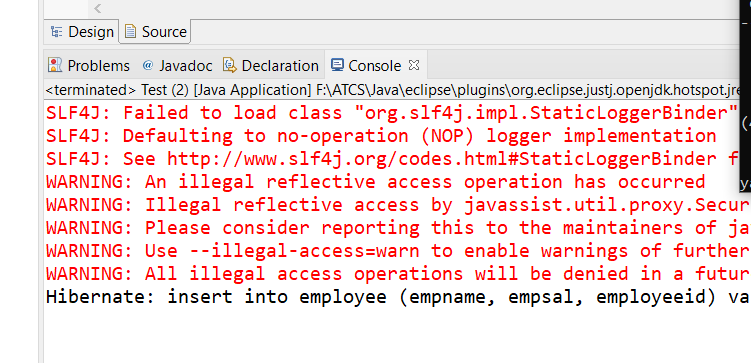 Design Source
Problems @ Javadoc Declaration Console
<terminated> Test (2) [Java Application] F:\ATCS\Java\eclipse\plugins\org.eclipse.justj.openjdk.hotspot.jre
SLF4J: Failed to load class "org.slf4j.impl.StaticLoggerBinder"
SLF4J: Defaulting to no-operation (NOP) logger implementation
SLF4J: See http://www.slf4j.org/codes.html#StaticLoggerBinder f
WARNING: An illegal reflective access operation has occurred
WARNING: Illegal reflective access by javassist.util.proxy.Secur
WARNING: Please consider reporting this to the maintainers of ja
WARNING: Use --illegal-access=warn to enable warnings of further
WARNING: All illegal access operations will be denied in a futur
Hibernate: insert into employee (empname, empsal, employeeid) va